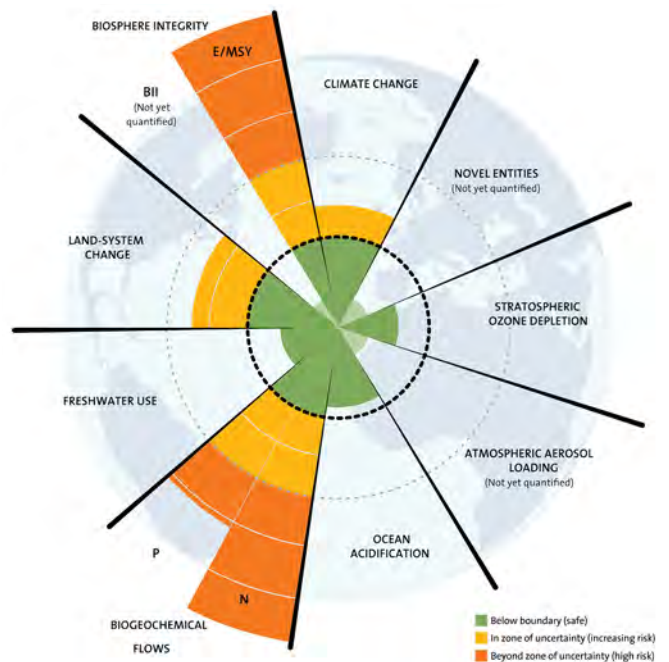 BIOSPHERE INTEGRITY
E/MSY
BII
(Not yet
quantified)
CLIMATE CHANGE
NOVEL ENTITIES
(Not yet quantified)
LAND-SYSTEM
CHANGE
STRATOSPHERIC
OZONE DEPLETION
FRESHWATER USE
ATMOSPHERIC AEROSOL
LOADING
(Not yet quantified)
OCEAN
ACIDIFICATION
P
N
BIOGEOCHEMICAL
FLOWS
Below boundary (safe)
In zone of uncertainty (increasing risk)
Beyond zone of uncertainty (high risk)